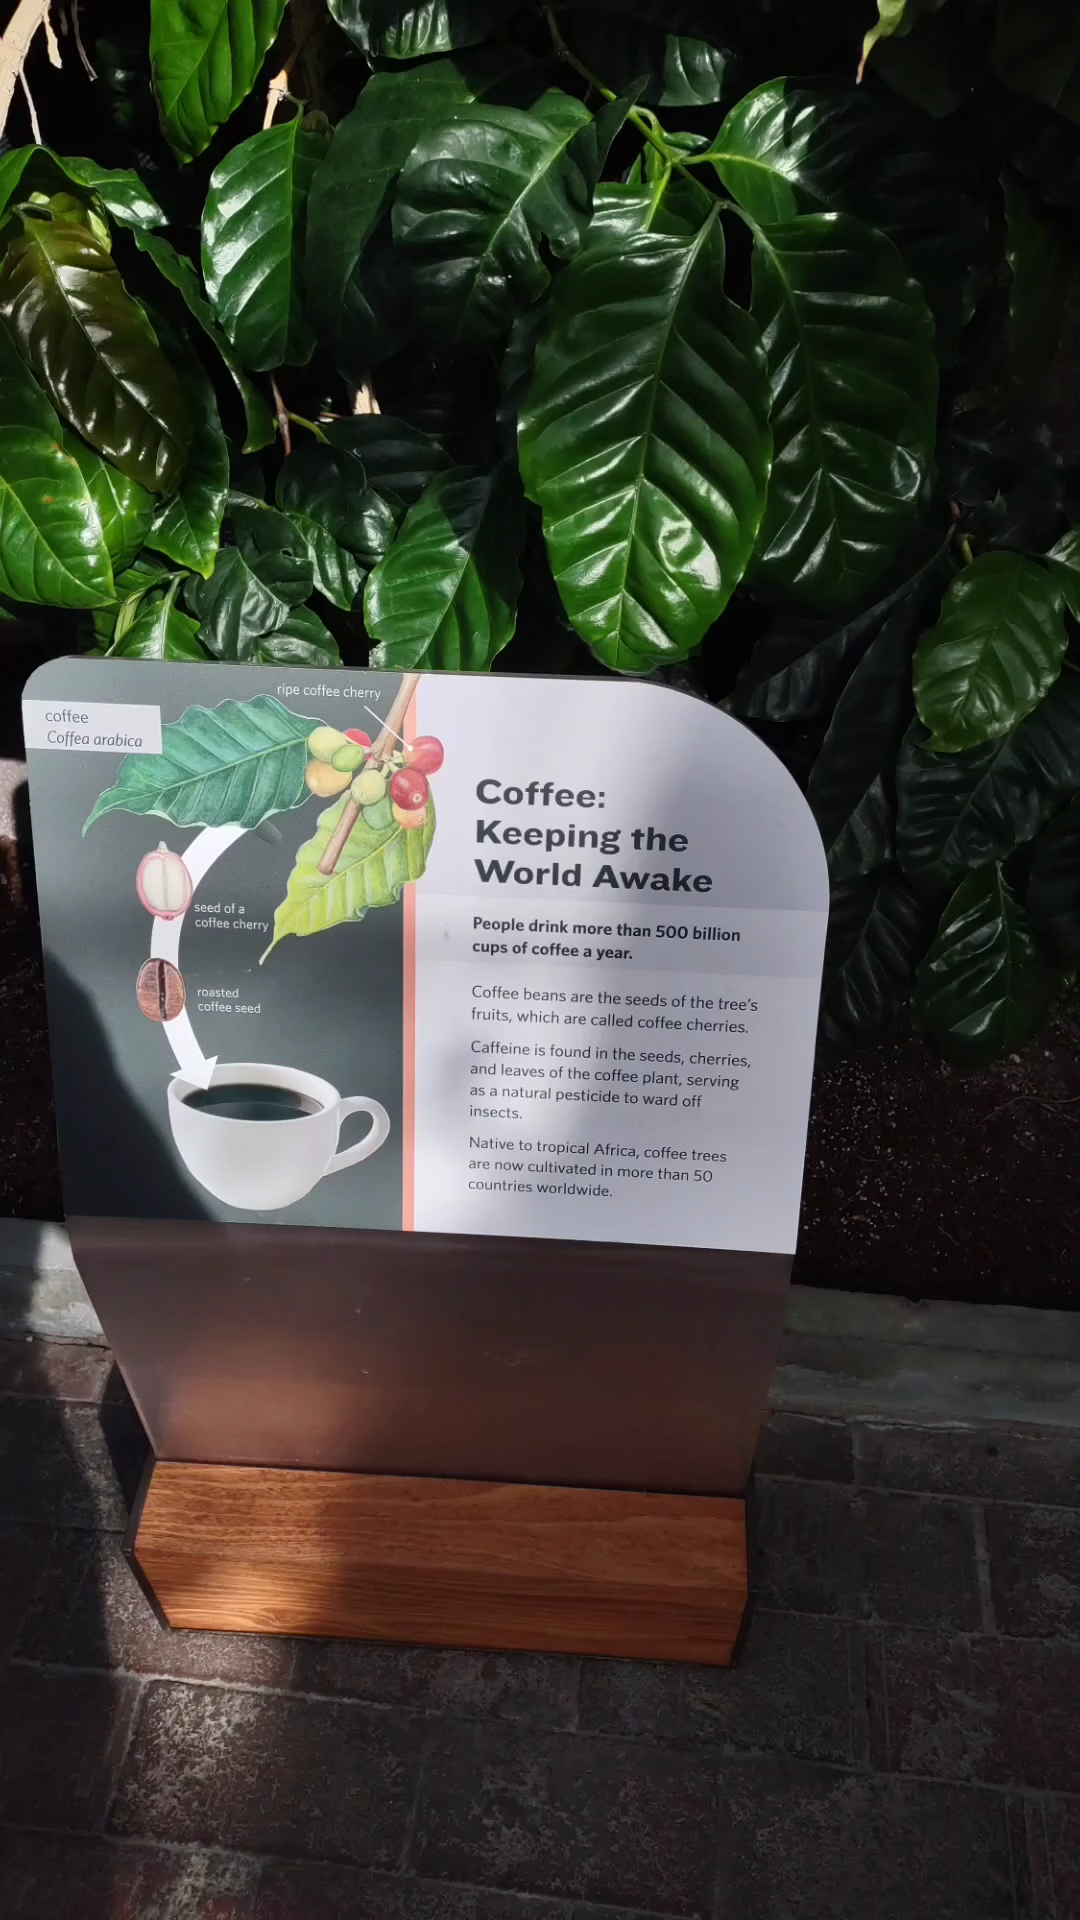 ripe coffee cherry
coffee
Coffea arabica
seed of a
coffee cherry
roasted
coffee seed
Coffee:
Keeping the
World Awake
People drink more than 500 billion
cups of coffee a year.
Coffee beans are the seeds of the tree's
fruits, which are called coffee cherries.
Caffeine is found in the seeds, cherries,
and leaves of the coffee plant, serving
as a natural pesticide to ward off
insects.
Native to tropical Africa, coffee trees
are now cultivated in more than 50
countries worldwide.